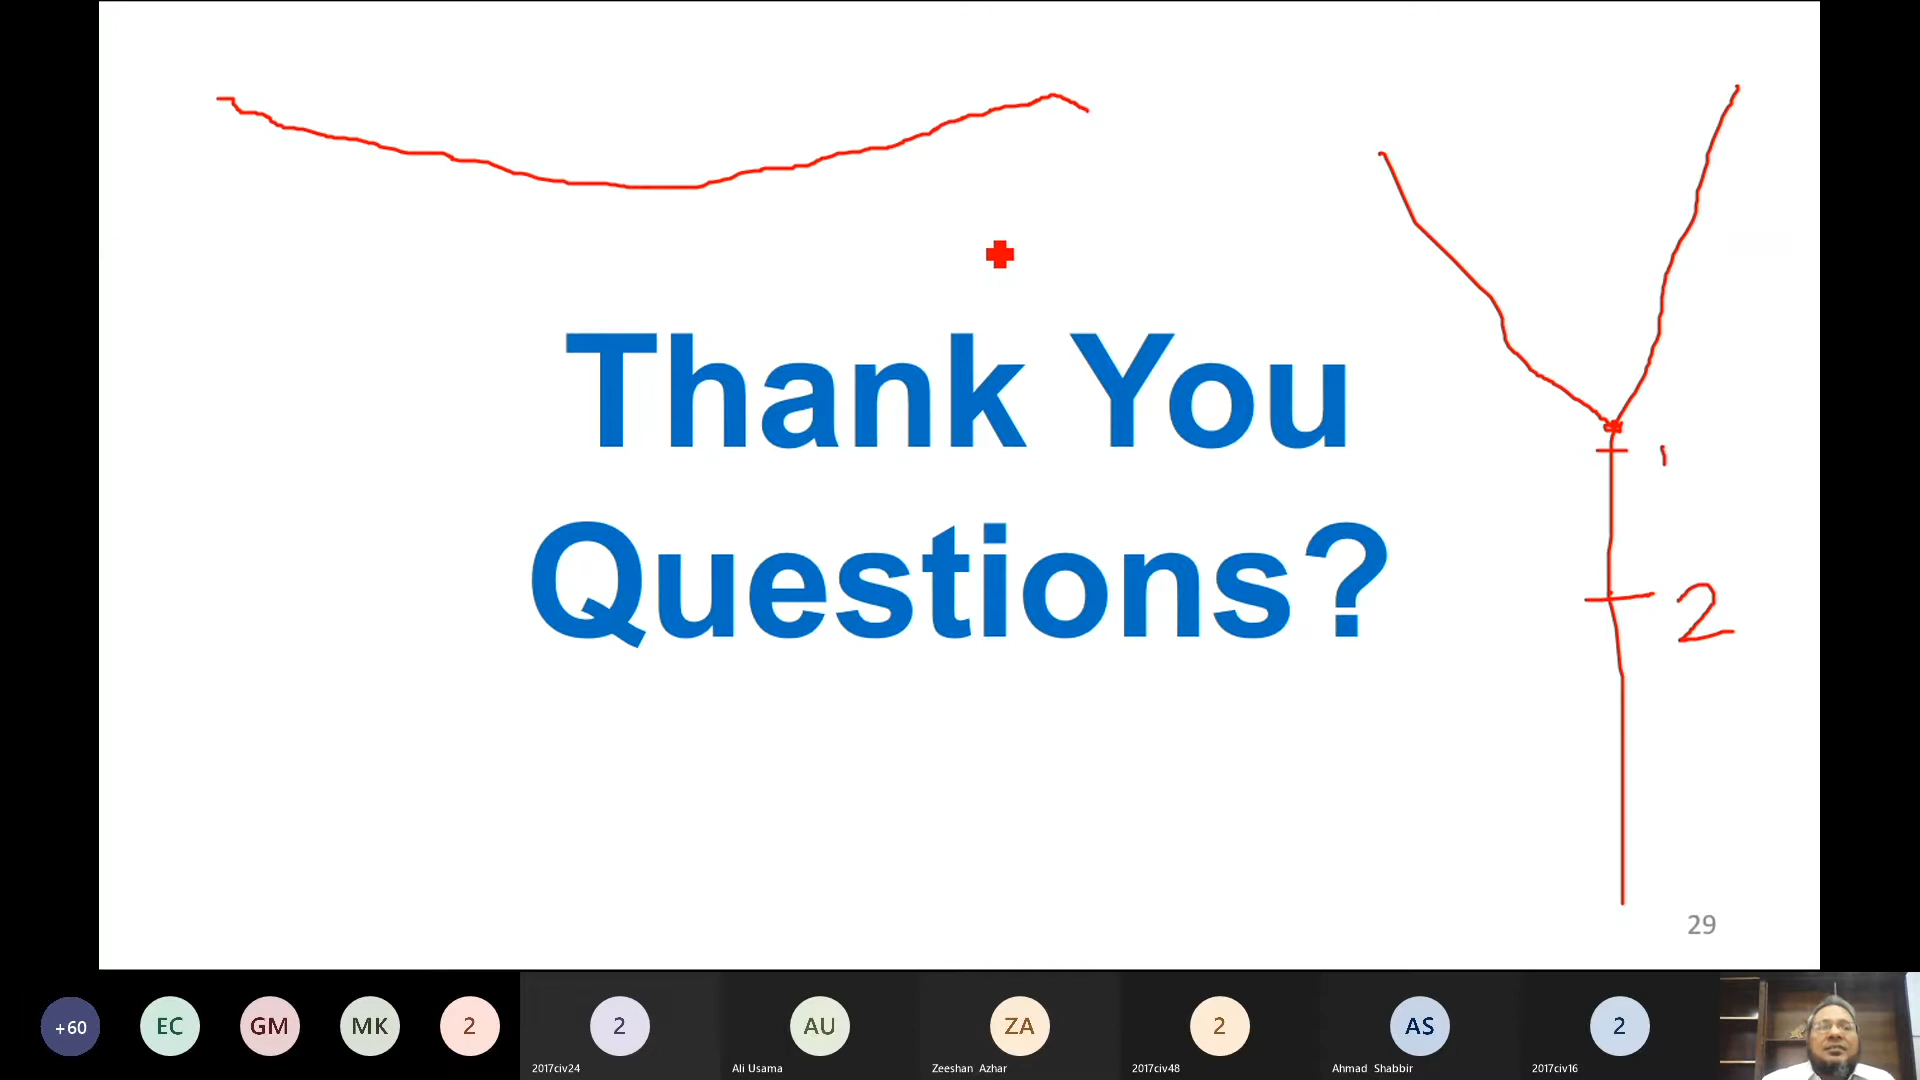 Thank You
Questions?
1
2
29
+60
EC
GM
MK
2
2
2017civ24
AU
Ali Usama
ZA
Zeeshan Azhar
2
2017civ48
AS
Ahmad Shabbir
2
2017civ16